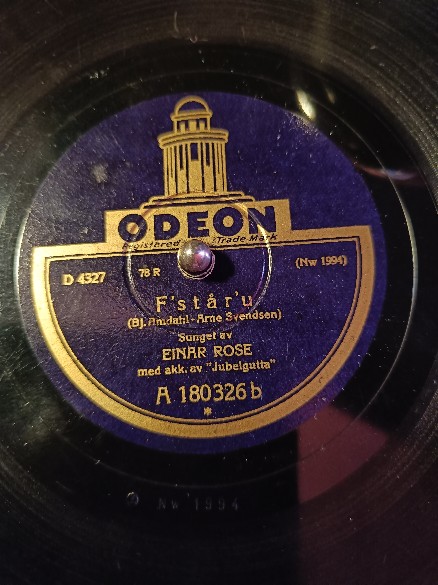 ODEON
Registered Trade Mark
D 4327
78 R
(Nw 1994)
F'står'u
(Bj. Amdahl - Arne Svendsen)
Sunget av
EINAR ROSE
med akk. av "Jubelgutta"
A 180326 b
*
Nw 1994